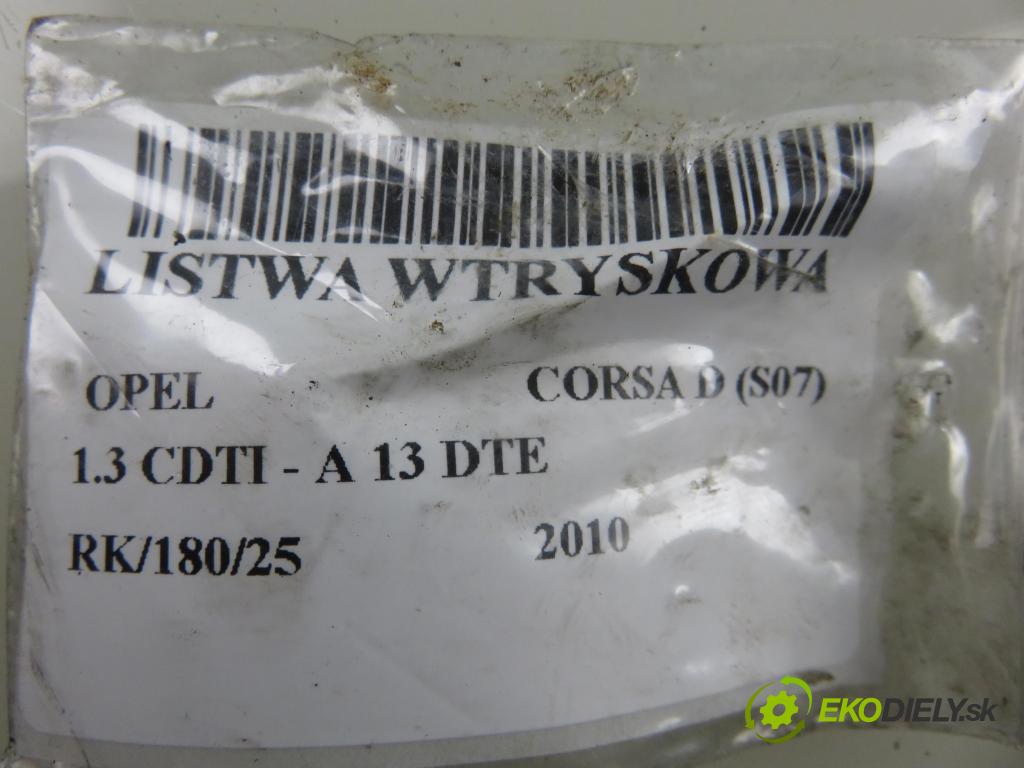 LISTWA WTRYSKOWA
OPEL CORSA D (S07)
1.3 CDTI - A 13 DTE
RK/180/25 2010
EKODIELY.sk